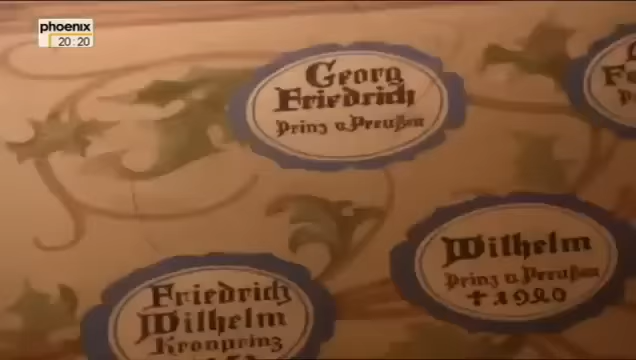 phoenix
20:20
Georg
Friedrich
Prinz v. Preußen
Wilhelm
Prinz v. Preußen
Friedrich
Wilhelm
Kronprinz